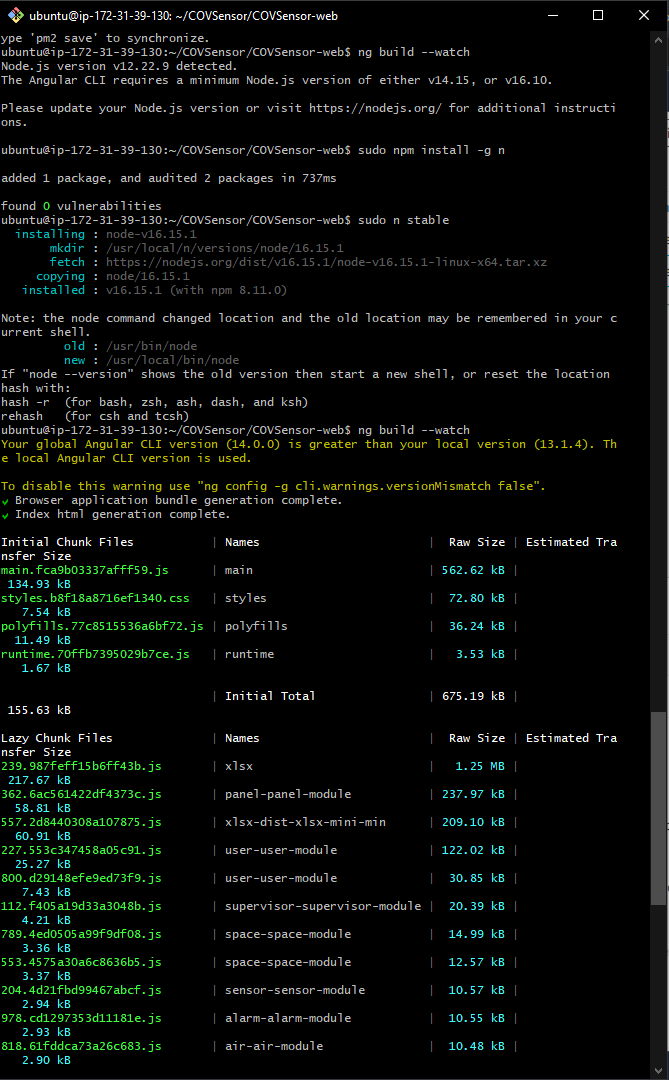 ubuntu@ip-172-31-39-130: ~/COVSensor/COVSensor-web
ype 'pm2 save' to synchronize.
ubuntu@ip-172-31-39-130:~/COVSensor/COVSensor-web$ ng build --watch
Node.js version v12.22.9 detected.
The Angular CLI requires a minimum Node.js version of either v14.15, or v16.10.
Please update your Node.js version or visit https://nodejs.org/ for additional instructi
ons.
ubuntu@ip-172-31-39-130:~/COVSensor/COVSensor-web$ sudo npm install -g n
added 1 package, and audited 2 packages in 737ms
found 0 vulnerabilities
ubuntu@ip-172-31-39-130:~/COVSensor/COVSensor-web$ sudo n stable
installing : node-v16.15.1
mkdir : /usr/local/n/versions/node/16.15.1
fetch : https://nodejs.org/dist/v16.15.1/node-v16.15.1-linux-x64.tar.xz
copying : node/16.15.1
installed : v16.15.1 (with npm 8.11.0)
Note: the node command changed location and the old location may be remembered in your c
urrent shell.
old : /usr/bin/node
new : /usr/local/bin/node
If "node --version" shows the old version then start a new shell, or reset the location
hash with:
hash -r  (for bash, zsh, ash, dash, and ksh)
rehash   (for csh and tcsh)
ubuntu@ip-172-31-39-130:~/COVSensor/COVSensor-web$ ng build --watch
Your global Angular CLI version (14.0.0) is greater than your local version (13.1.4). Th
e local Angular CLI version is used.
To disable this warning use "ng config -g cli.warnings.versionMismatch false".
✔ Browser application bundle generation complete.
✔ Index html generation complete.
Initial Chunk Files | Names | Raw Size | Estimated Tra
nsfer Size
main.fca9b03337afff59.js | main | 562.62 kB |
134.93 kB
styles.b8f18a8716ef1340.css | styles | 72.80 kB |
7.54 kB
polyfills.77c8515536a6bf72.js | polyfills | 36.24 kB |
11.49 kB
runtime.70ffb7395029b7ce.js | runtime | 3.53 kB |
1.67 kB
| Initial Total | 675.19 kB |
155.63 kB
Lazy Chunk Files | Names | Raw Size | Estimated Tra
nsfer Size
239.987feff15b6ff43b.js | xlsx | 1.25 MB |
217.67 kB
362.6ac561422df4373c.js | panel-panel-module | 237.97 kB |
58.81 kB
557.2d8440308a107875.js | xlsx-dist-xlsx-mini-min | 209.10 kB |
60.91 kB
227.553c347458a05c91.js | user-user-module | 122.02 kB |
25.27 kB
800.d29148efe9ed73f9.js | user-user-module | 30.85 kB |
7.43 kB
112.f405a19d33a3048b.js | supervisor-supervisor-module | 20.39 kB |
4.21 kB
789.4ed0505a99f9df08.js | space-space-module | 14.99 kB |
3.36 kB
553.4575a30a6c8636b5.js | space-space-module | 12.57 kB |
3.37 kB
204.4d21fbd99467abcf.js | sensor-sensor-module | 10.57 kB |
2.94 kB
978.cd1297353d11181e.js | alarm-alarm-module | 10.55 kB |
2.93 kB
818.61fddca73a26c683.js | air-air-module | 10.48 kB |
2.90 kB